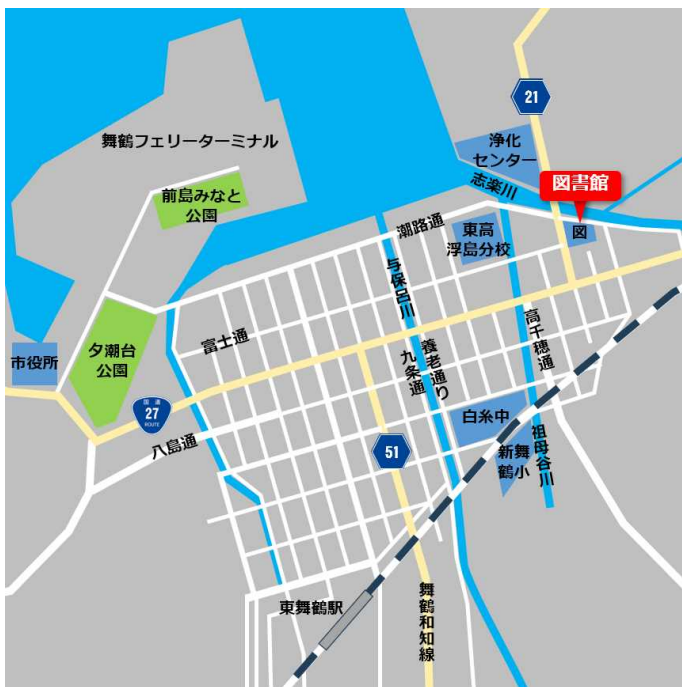 21
浄化
センター
舞鶴フェリーターミナル
志楽川
図書館
前島みなと
公園
潮路通
東高
浮島分校
図
与保呂川
富士通
高千穂通
養老通り
九条通
市役所
夕潮台
公園
国道
27
ROUTE
白糸中
八島通
51
新舞
鶴小
祖母谷川
東舞鶴駅
舞鶴和知線